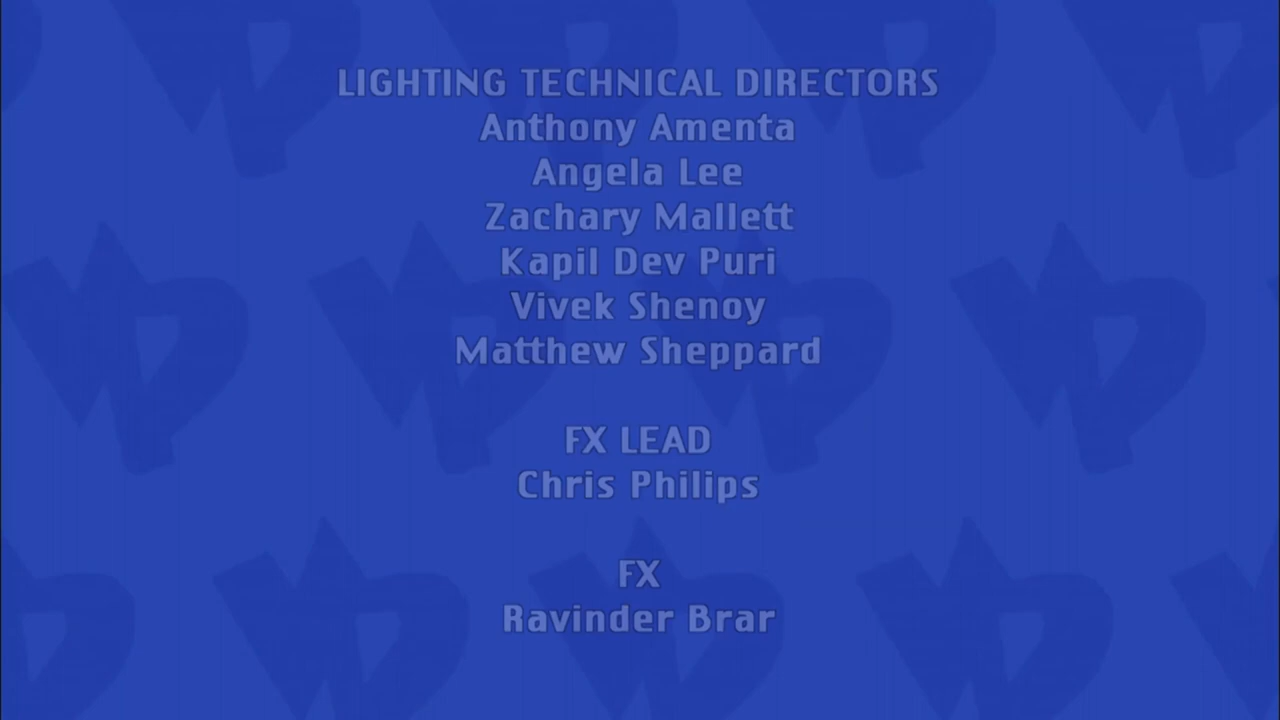 LIGHTING TECHNICAL DIRECTORS
Anthony Amenta
Angela Lee
Zachary Mallett
Kapil Dev Puri
Vivek Shenoy
Matthew Sheppard
FX LEAD
Chris Philips
FX
Ravinder Brar